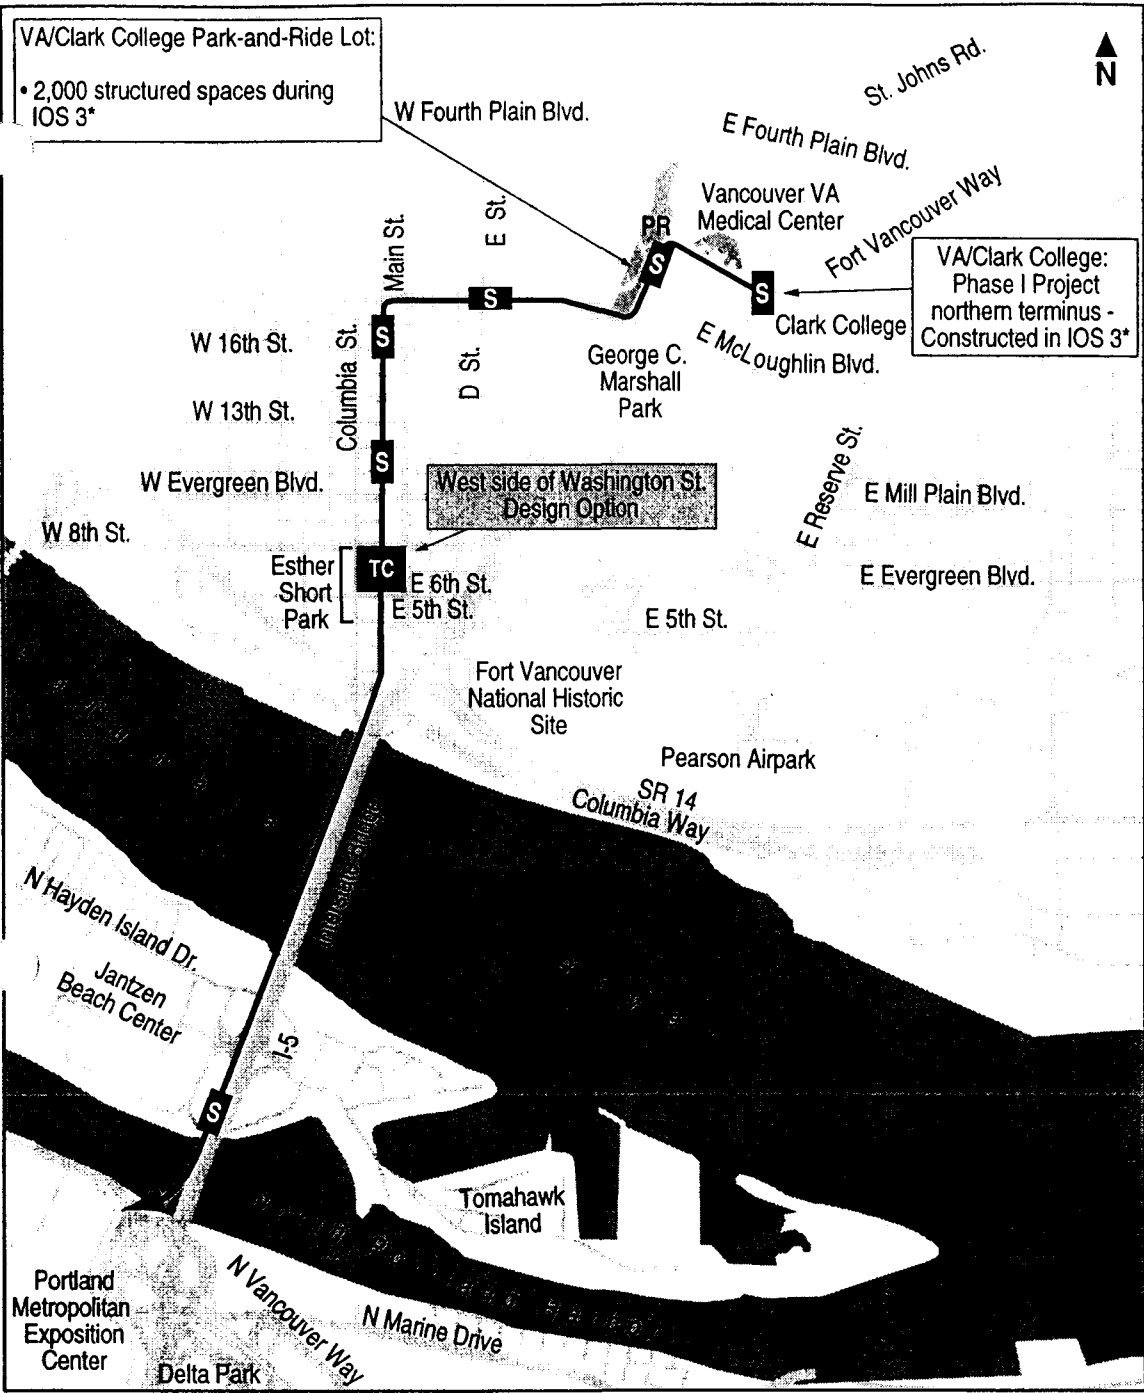 VA/Clark College Park-and-Ride Lot:
• 2,000 structured spaces during
IOS 3*
N
St. Johns Rd.
W Fourth Plain Blvd.
E Fourth Plain Blvd.
Vancouver VA
Medical Center
Fort Vancouver Way
PR
S
S
VA/Clark College:
Phase I Project
northern terminus -
Constructed in IOS 3*
Main St.
E St.
S
S
Clark College
E McLoughlin Blvd.
W 16th St.
Columbia St.
D St.
George C.
Marshall
Park
W 13th St.
S
W Evergreen Blvd.
West side of Washington St.
Design Option
E Reserve St.
E Mill Plain Blvd.
W 8th St.
Esther
Short
Park
TC
E 6th St.
E 5th St.
E Evergreen Blvd.
E 5th St.
Fort Vancouver
National Historic
Site
Pearson Airpark
SR 14
Columbia Way
Interstate Bridge
N Hayden Island Dr.
Jantzen
Beach Center
I-5
S
Tomahawk
Island
Portland
Metropolitan
Exposition
Center
N Vancouver Way
N Marine Drive
Delta Park